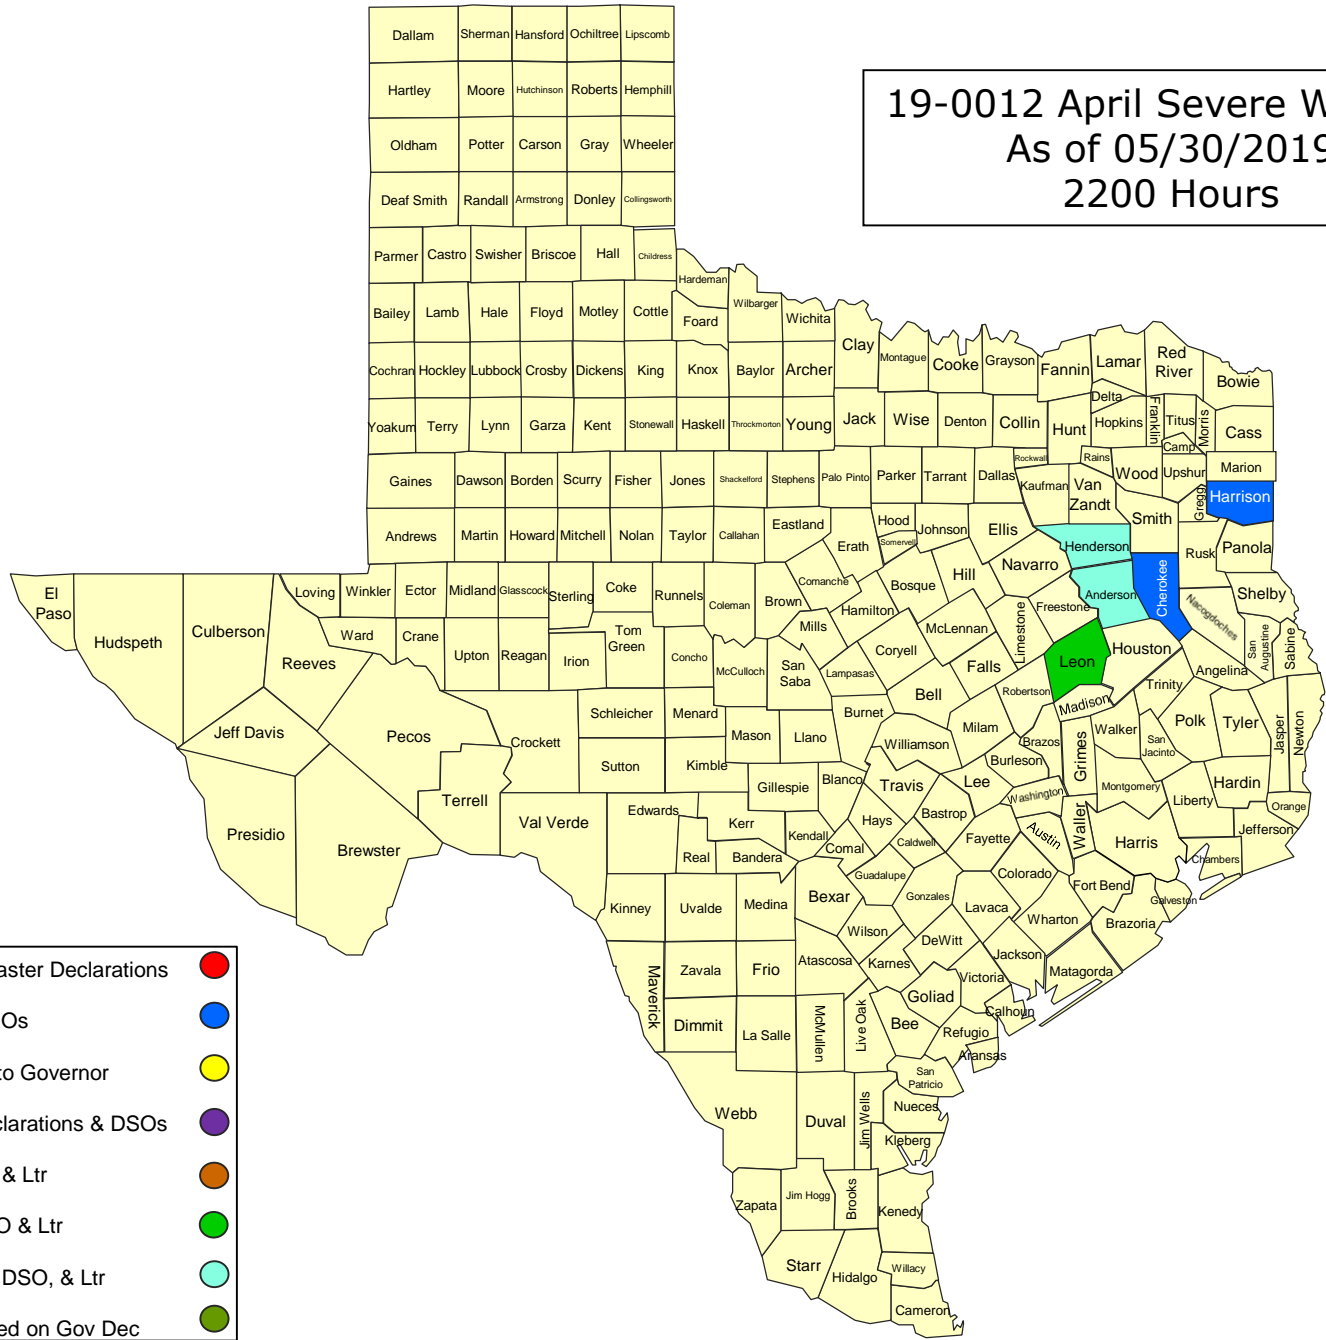 Dallam Sherman Hansford Ochiltree Lipscomb
Hartley Moore Hutchinson Roberts Hemphill
19-0012 April Severe W
As of 05/30/2019
2200 Hours
Oldham Potter Carson Gray Wheeler
Deaf Smith Randall Armstrong Donley Collingsworth
Parmer Castro Swisher Briscoe Hall Childress
Hardeman
Bailey Lamb Hale Floyd Motley Cottle Foard Wilbarger Wichita
Clay Montague Cooke Grayson Fannin Lamar Red
River
Bowie
Cochran Hockley Lubbock Crosby Dickens King Knox Baylor Archer
Delta
Yoakum Terry Lynn Garza Kent Stonewall Haskell Throckmorton Young Jack Wise Denton Collin Hunt Hopkins Franklin Titus Morris Cass
Camp
Rockwall Rains
Gaines Dawson Borden Scurry Fisher Jones Shackelford Stephens Palo Pinto Parker Tarrant Dallas Kaufman Van
Zandt
Wood Upshur Marion
Gregg Harrison
Andrews Martin Howard Mitchell Nolan Taylor Callahan Eastland Erath Hood Somervell Johnson Ellis Henderson Smith Rusk Panola
El
Paso
Hudspeth Culberson Loving Winkler Ector Midland Glasscock Sterling Coke Runnels Coleman Brown Comanche Bosque Hill Navarro Anderson Cherokee Shelby
Hamilton Freestone Nacogdoches
Reeves Ward Crane Upton Reagan Irion Tom
Green
Concho McCulloch San
Saba
Mills Lampasas Coryell McLennan Limestone Falls Leon Houston Angelina San
Augustine
Sabine
Jeff Davis Pecos Crockett Schleicher Menard Mason Llano Burnet Bell Milam Robertson Madison Trinity Walker San
Jacinto
Polk Tyler Jasper Newton
Sutton Kimble Gillespie Blanco Williamson Burleson Brazos Grimes Montgomery Liberty Hardin Orange
Presidio Brewster Terrell Val Verde Edwards Kerr Kendall Travis Lee Washington Jefferson
Real Bandera Comal Hays Caldwell Bastrop Fayette Austin Waller Harris Chambers
Kinney Uvalde Medina Bexar Guadalupe Gonzales Lavaca Colorado Fort Bend Galveston
Wilson DeWitt Wharton Brazoria
Maverick Zavala Frio Atascosa Karnes Victoria Jackson Matagorda
Dimmit La Salle McMullen Live Oak Bee Goliad Refugio Calhoun
Aransas
San
Patricio
Webb Duval Jim Wells Nueces
Kleberg
Zapata Jim Hogg Brooks Kenedy
Starr Hidalgo Willacy
Cameron
aster Declarations
Os
to Governor
clarations & DSOs
& Ltr
O & Ltr
DSO, & Ltr
ed on Gov Dec